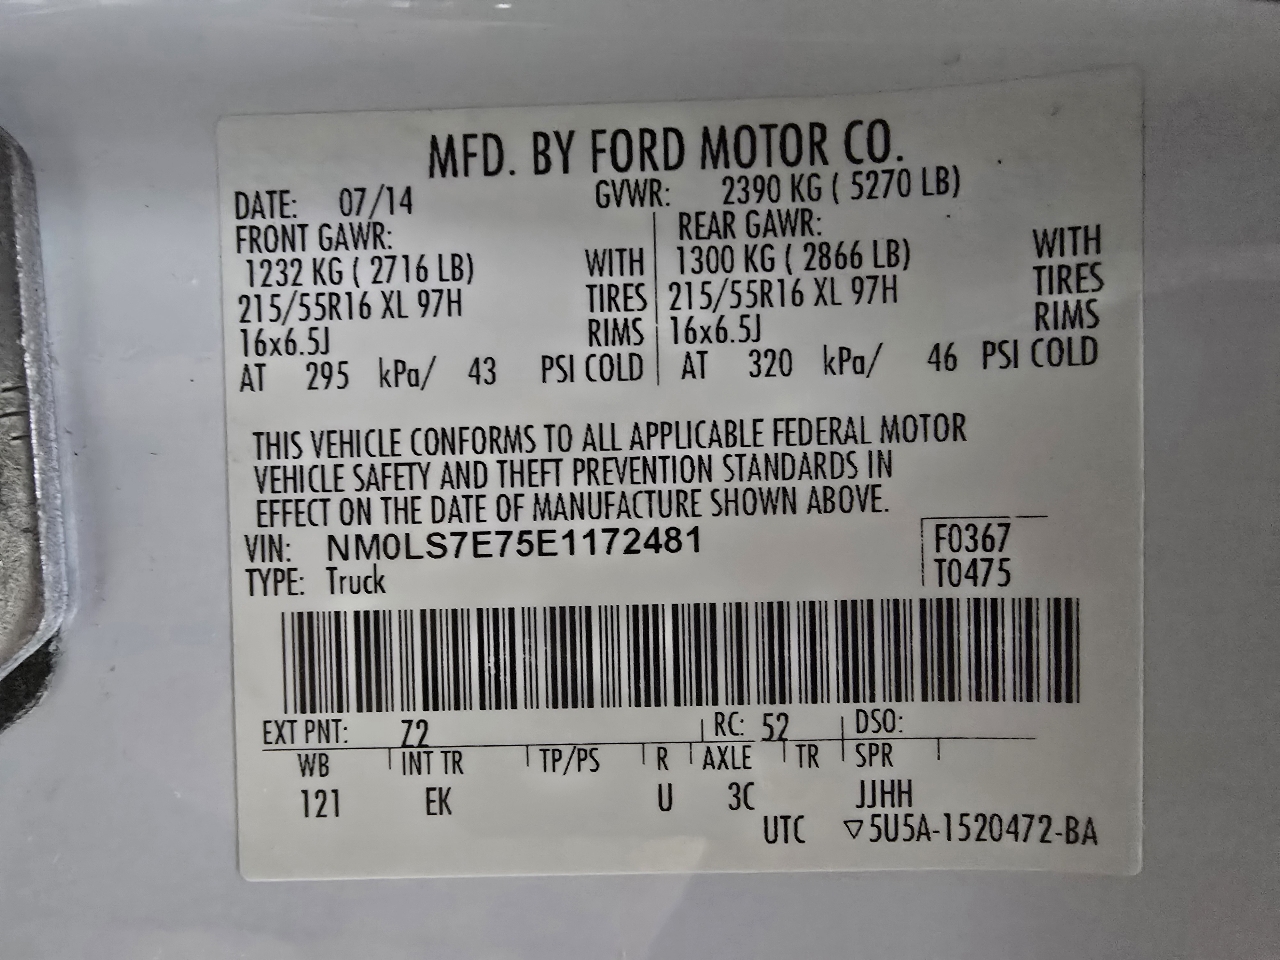 MFD. BY FORD MOTOR CO.
DATE: 07/14 GVWR: 2390 KG ( 5270 LB)
FRONT GAWR: REAR GAWR:
1232 KG ( 2716 LB) WITH 1300 KG ( 2866 LB) WITH
215/55R16 XL 97H TIRES 215/55R16 XL 97H TIRES
16x6.5J RIMS 16x6.5J RIMS
AT 295 kPa/ 43 PSI COLD AT 320 kPa/ 46 PSI COLD
THIS VEHICLE CONFORMS TO ALL APPLICABLE FEDERAL MOTOR
VEHICLE SAFETY AND THEFT PREVENTION STANDARDS IN
EFFECT ON THE DATE OF MANUFACTURE SHOWN ABOVE.
VIN: NM0LS7E75E1172481 F0367
TYPE: Truck T0475
EXT PNT: Z2 RC: 52 DSO:
WB INT TR TP/PS R AXLE TR SPR
121 EK U 3C JJHH
UTC ▽5U5A-1520472-BA